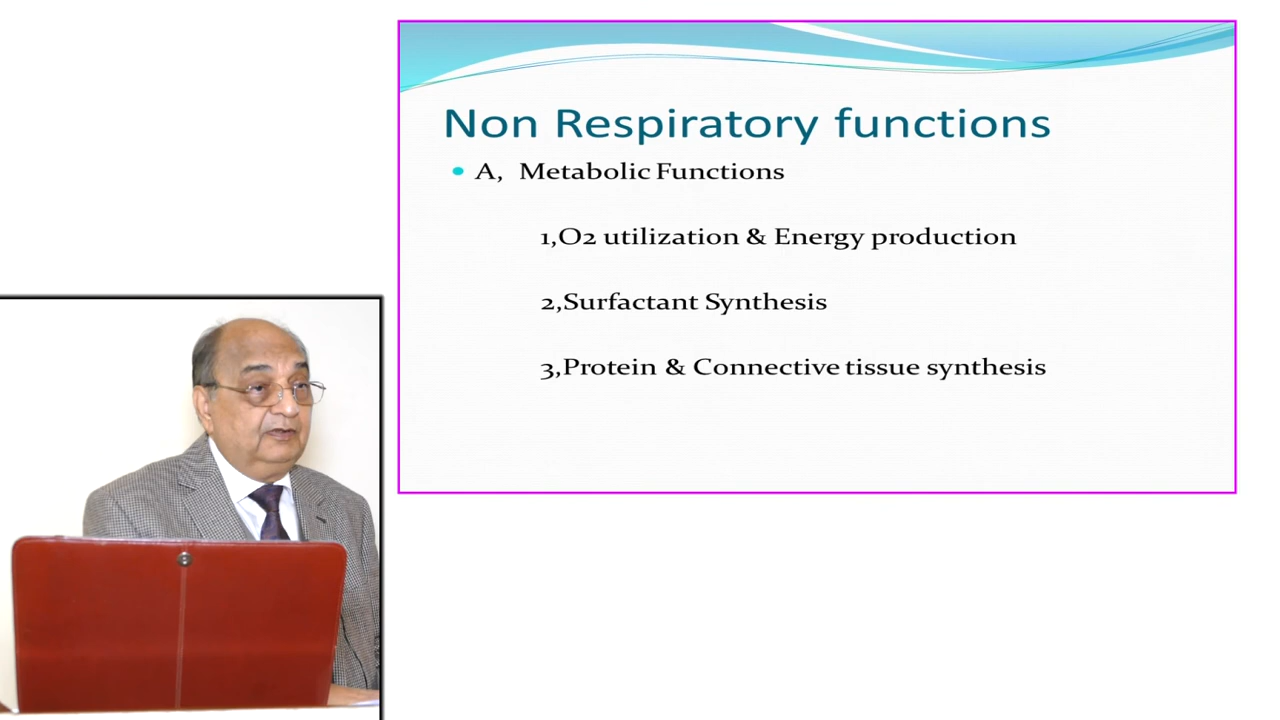 Non Respiratory functions
A, Metabolic Functions
1,O2 utilization & Energy production
2,Surfactant Synthesis
3,Protein & Connective tissue synthesis